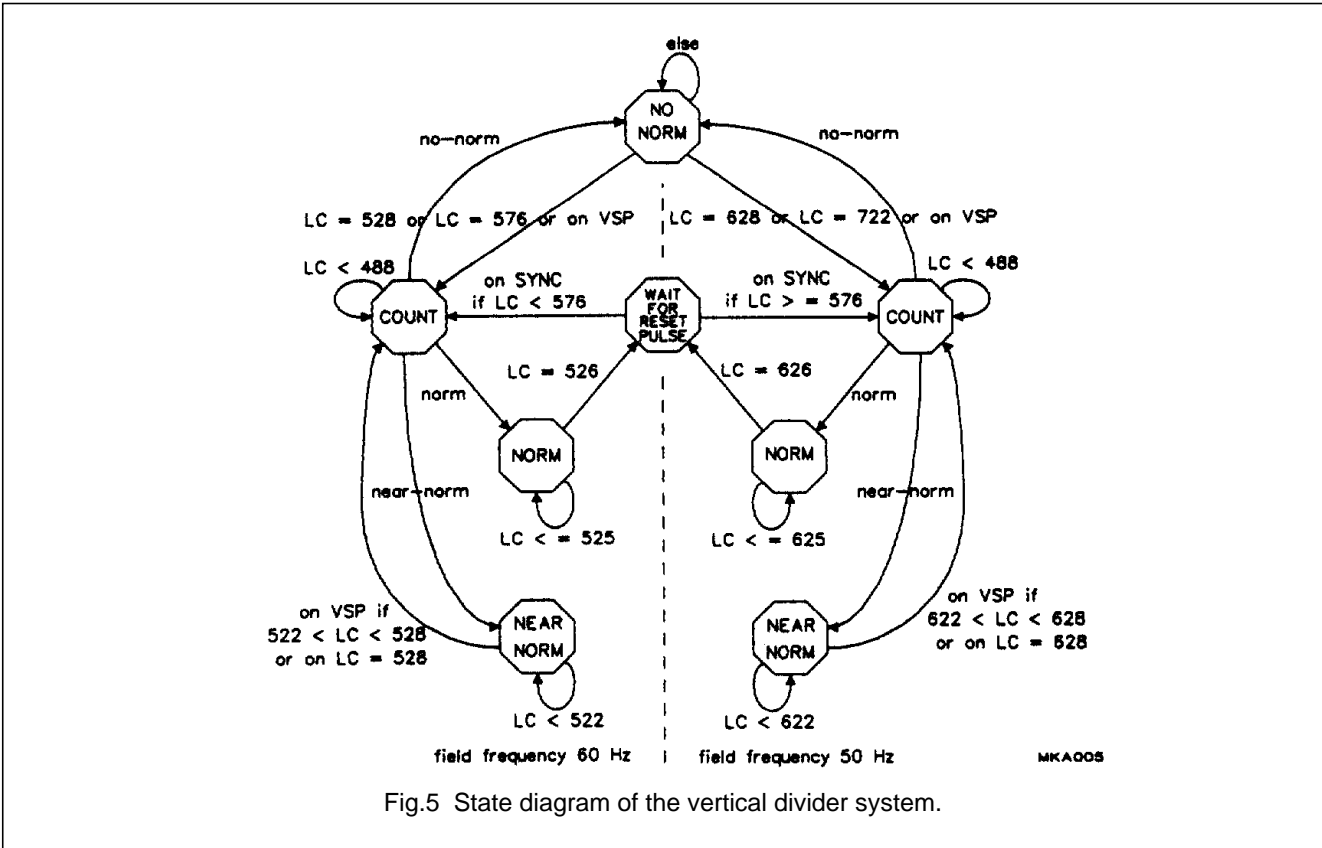 else
NO
NORM
no-norm
no-norm
LC = 528 or LC = 576 or on VSP
LC = 628 or LC = 722 or on VSP
LC < 488
LC < 488
on SYNC
if LC < 576
WAIT
FOR
RESET
PULSE
on SYNC
if LC > = 576
COUNT
COUNT
LC = 526
LC = 626
norm
norm
NORM
NORM
near-norm
near-norm
LC < = 525
LC < = 625
on VSP if
522 < LC < 528
or on LC = 528
NEAR
NORM
NEAR
NORM
on VSP if
622 < LC < 628
or on LC = 628
LC < 522
LC < 622
field frequency 60 Hz
field frequency 50 Hz
MKA005
Fig.5 State diagram of the vertical divider system.